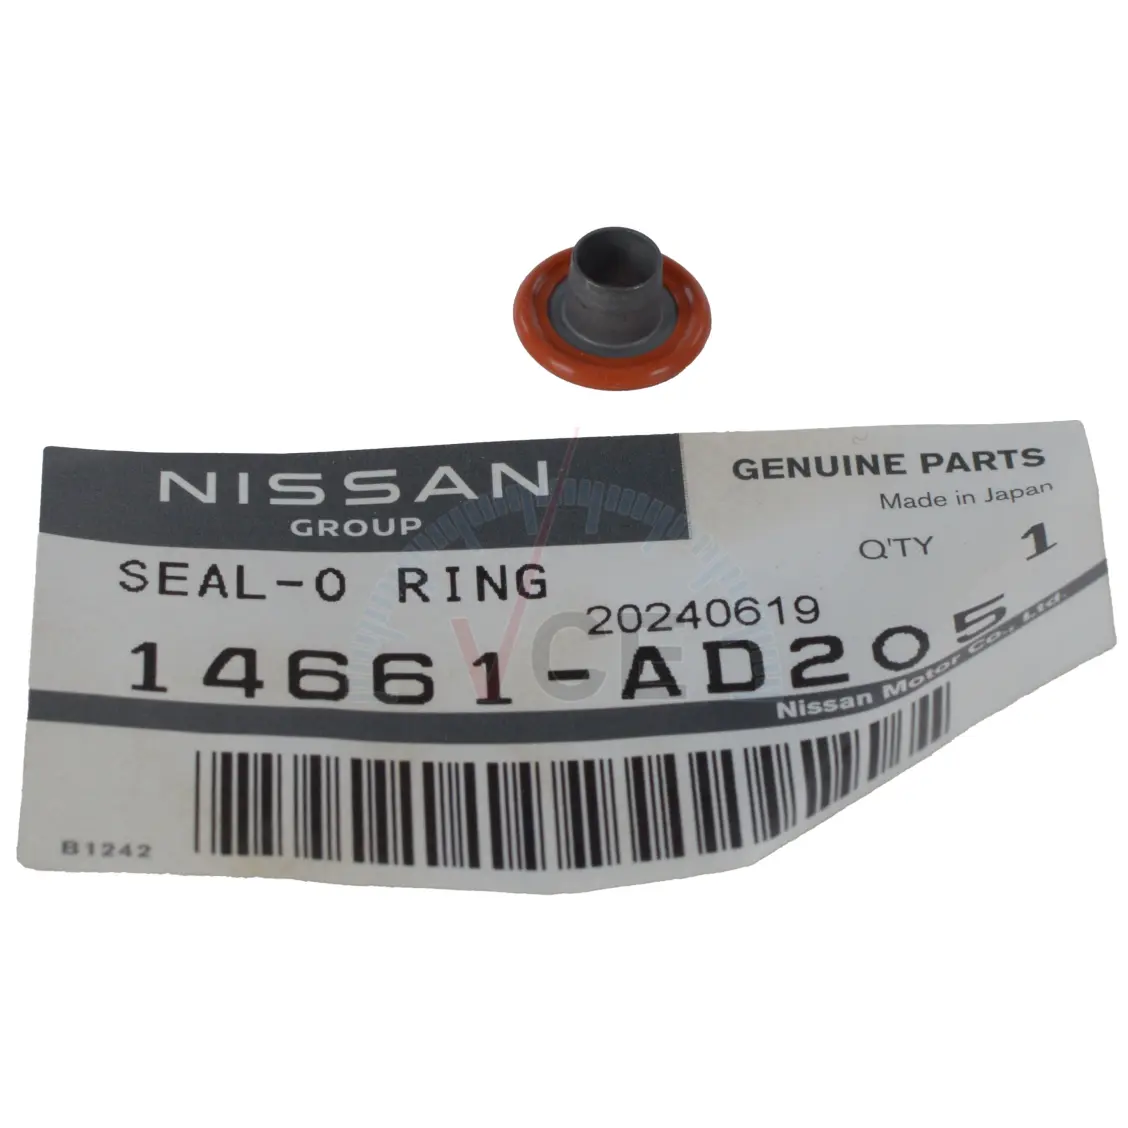 NISSAN
GROUP
GENUINE PARTS
Made in Japan
Q'TY 1
SEAL-O RING
20240619
14661-AD205
Nissan Motor Co., Ltd.
B1242